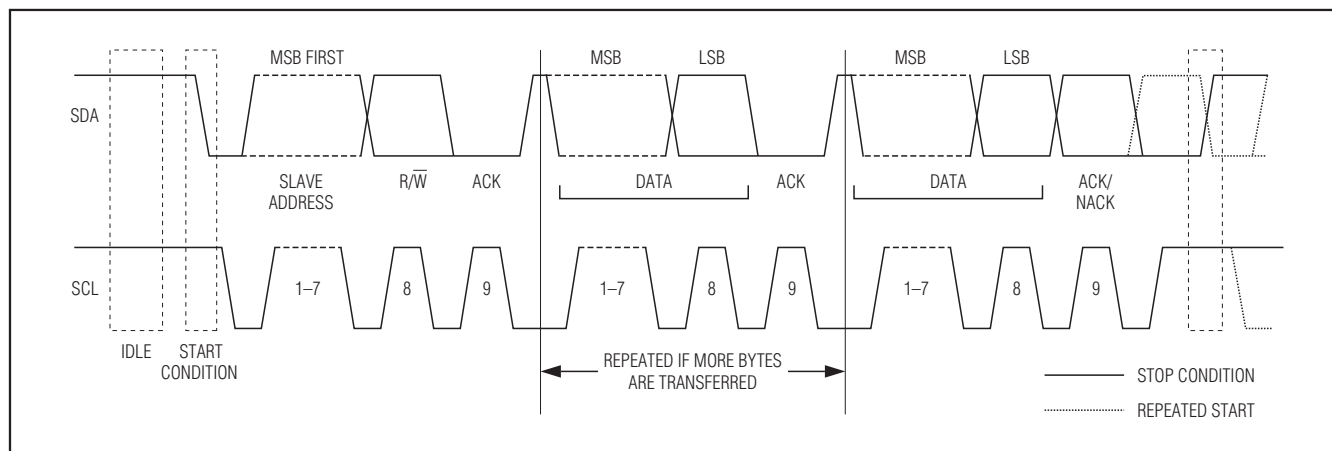 MSB FIRST
MSB
LSB
MSB
LSB
SDA
SLAVE
ADDRESS
R/W̅
ACK
DATA
ACK
DATA
ACK/
NACK
SCL
1–7
8
9
1–7
8
9
1–7
8
9
IDLE
START
CONDITION
REPEATED IF MORE BYTES
ARE TRANSFERRED
STOP CONDITION
REPEATED START